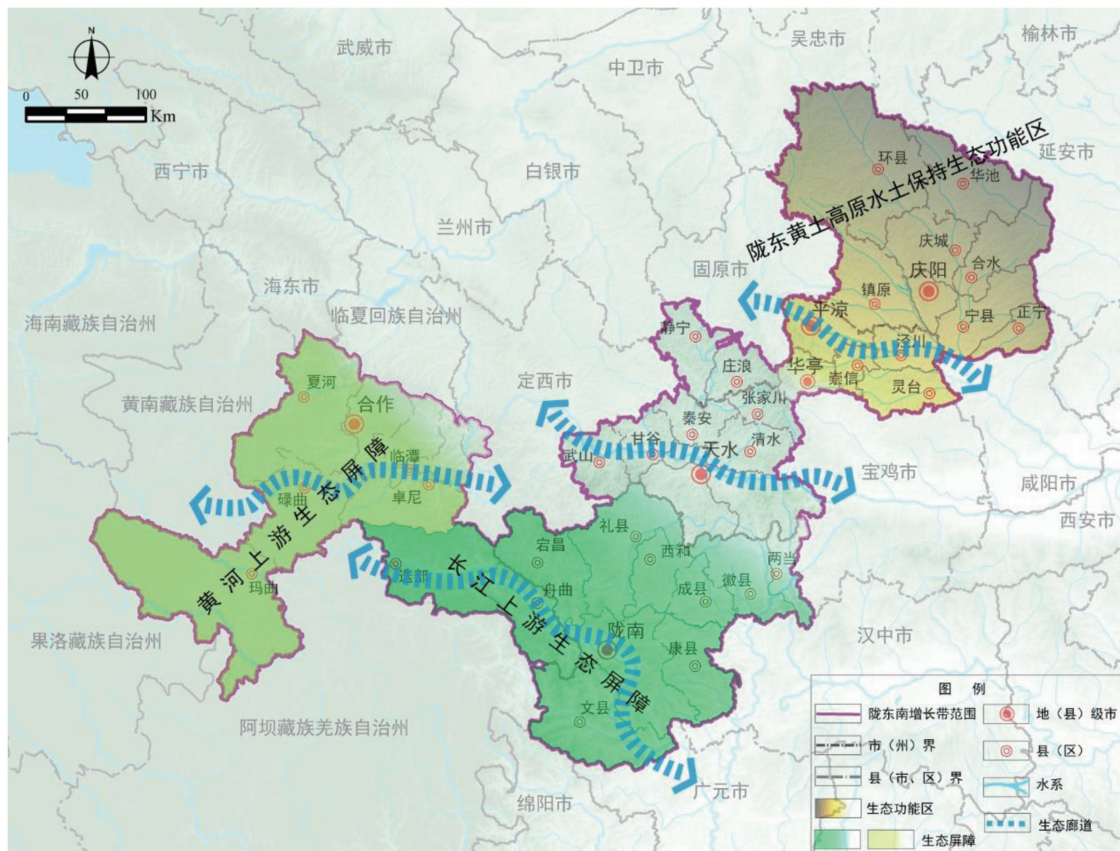 N
0 50 100
Km
武威市
吴忠市
榆林市
中卫市
西宁市
白银市
延安市
兰州市
固原市
海东市
临夏回族自治州
海南藏族自治州
黄南藏族自治州
定西市
宝鸡市
咸阳市
西安市
果洛藏族自治州
汉中市
阿坝藏族羌族自治州
绵阳市
广元市
陇东黄土高原水土保持生态功能区
环县
华池
庆城
庆阳
合水
镇原
宁县
正宁
平凉
泾川
华亭
崇信
灵台
静宁
庄浪
张家川
秦安
清水
甘谷
天水
武山
夏河
合作
临潭
卓尼
碌曲
玛曲
黄河上游生态屏障
迭部
宕昌
舟曲
礼县
西和
成县
徽县
两当
陇南
康县
文县
长江上游生态屏障
图 例
陇东南增长带范围
地（县）级市
市（州）界
县（区）
县（市、区）界
水系
生态功能区
生态廊道
生态屏障